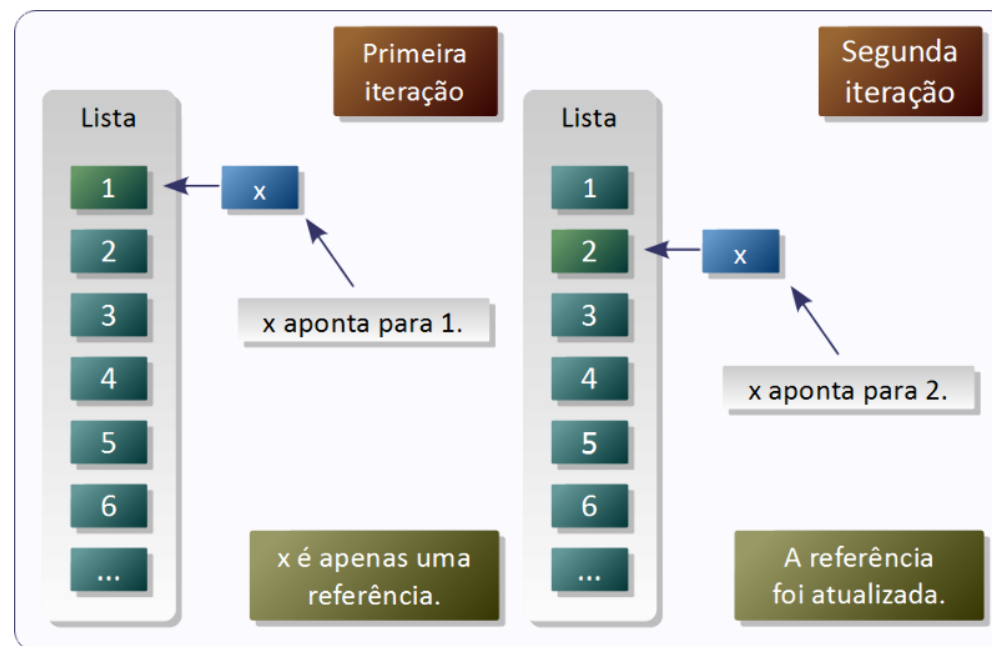 Primeira
iteração
Lista
1
x
2
3
x aponta para 1.
4
5
6
...
x é apenas uma
referência.
Segunda
iteração
Lista
1
2
x
3
4
x aponta para 2.
5
6
...
A referência
foi atualizada.